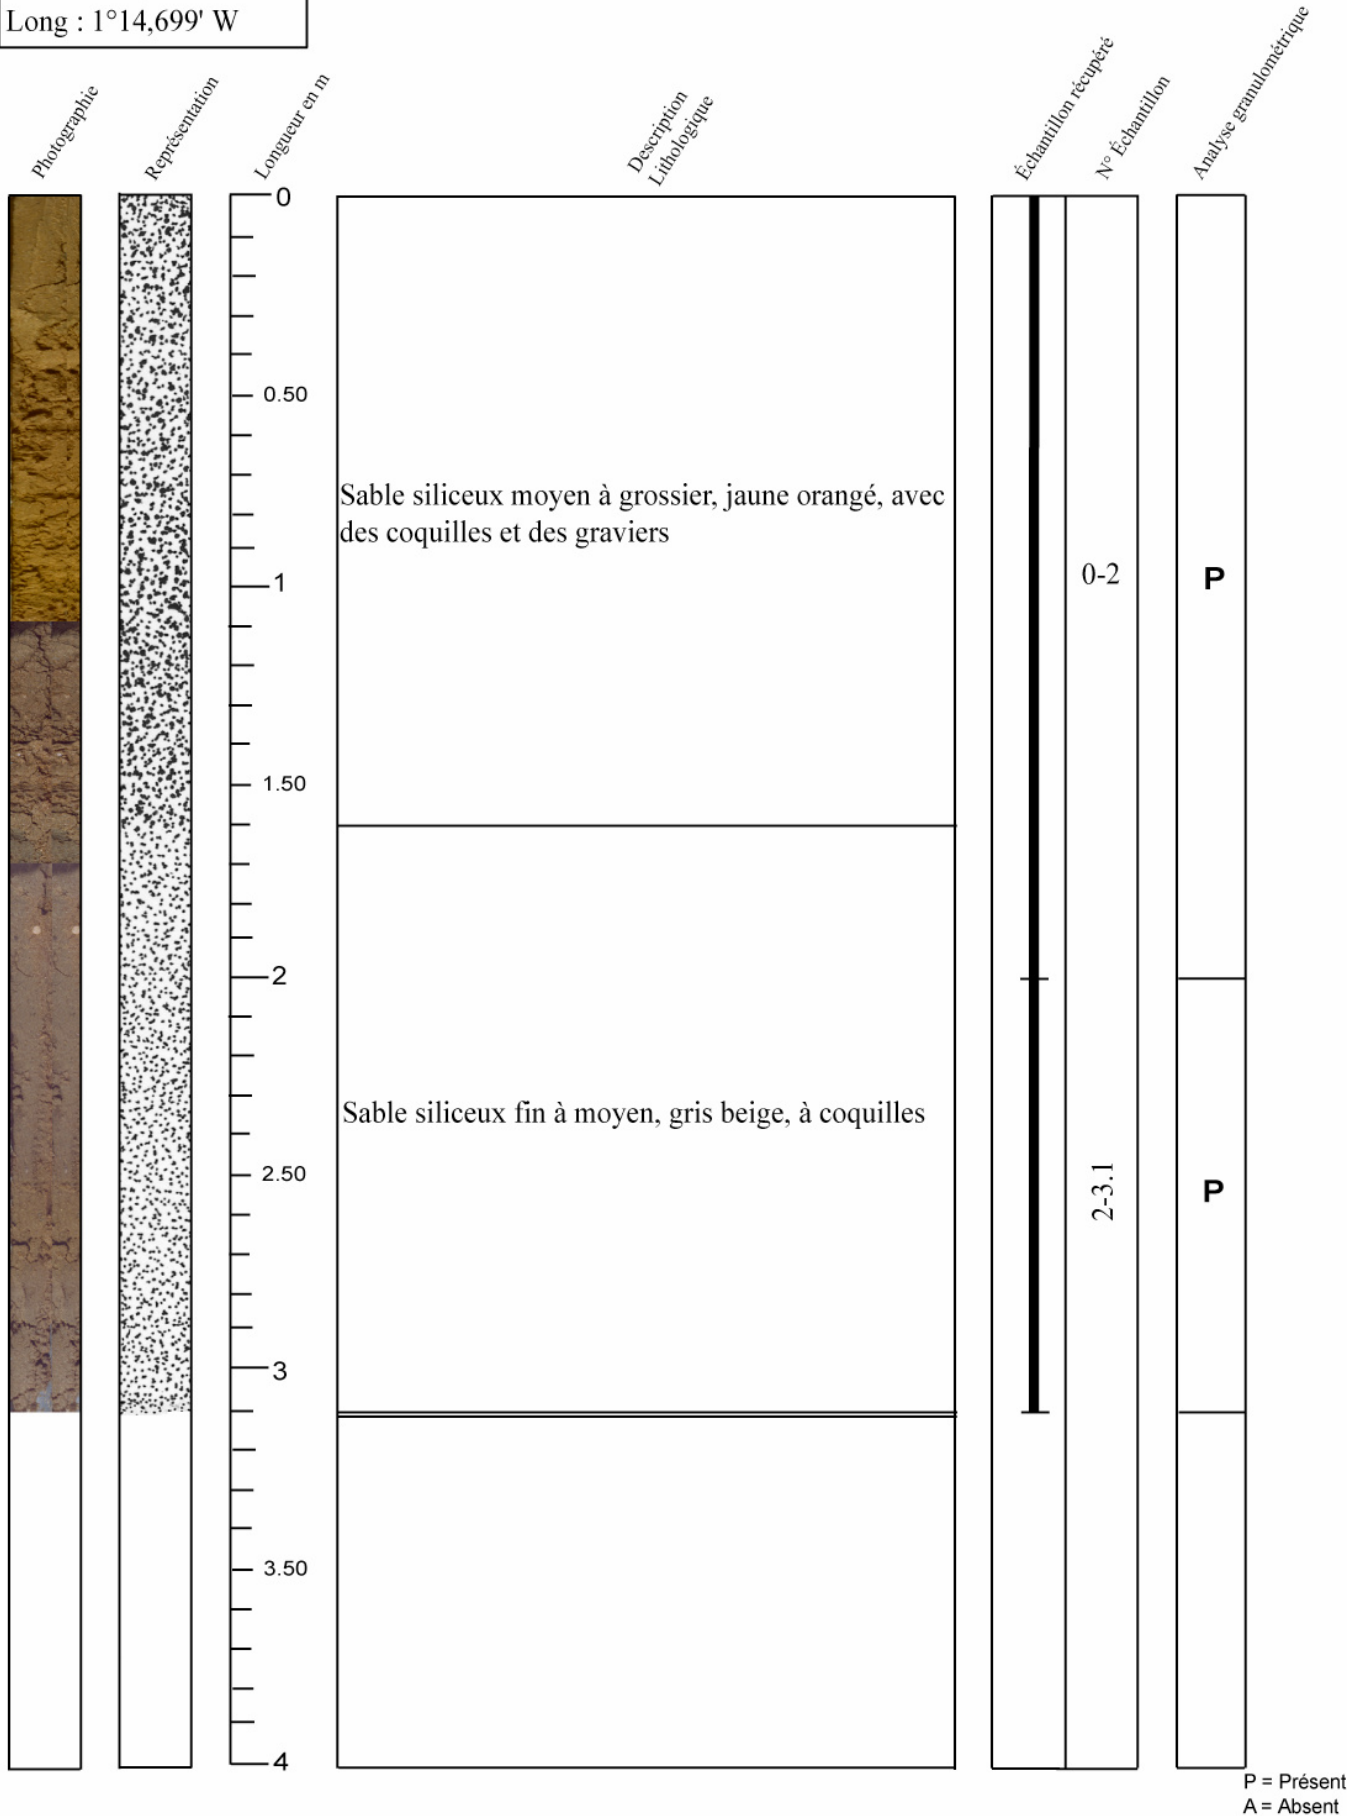 Long : 1°14,699' W
Photographie
Représentation
Longueur en m
Description
Lithologique
Échantillon récupéré
N° Échantillon
Analyse granulométrique
0
0.50
1
1.50
2
2.50
3
3.50
4
Sable siliceux moyen à grossier, jaune orangé, avec
des coquilles et des graviers
Sable siliceux fin à moyen, gris beige, à coquilles
0-2
2-3.1
P
P
P = Présent
A = Absent